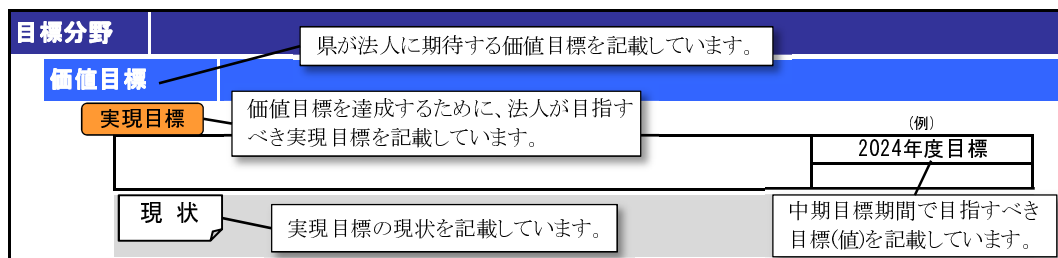 目標分野
県が法人に期待する価値目標を記載しています。
価値目標
実現目標
価値目標を達成するために、法人が目指す
べき実現目標を記載しています。
(例)
2024年度目標
現 状
実現目標の現状を記載しています。
中期目標期間で目指すべき
目標(値)を記載しています。